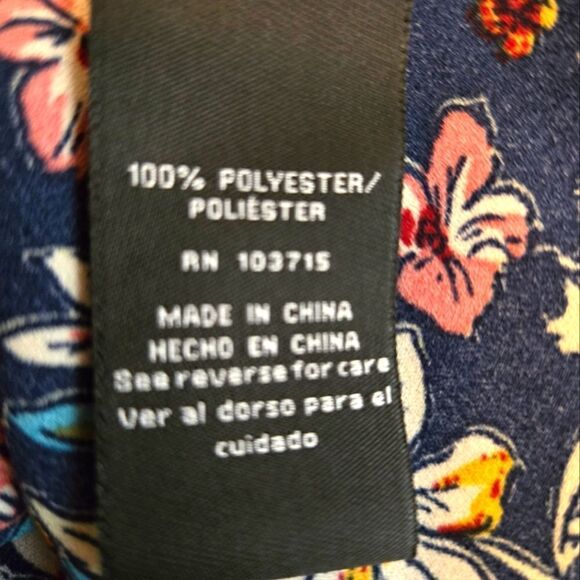 100% POLYESTER/
POLIÉSTER
RN 103715
MADE IN CHINA
HECHO EN CHINA
See reverse for care
Ver al dorso para el
cuidado